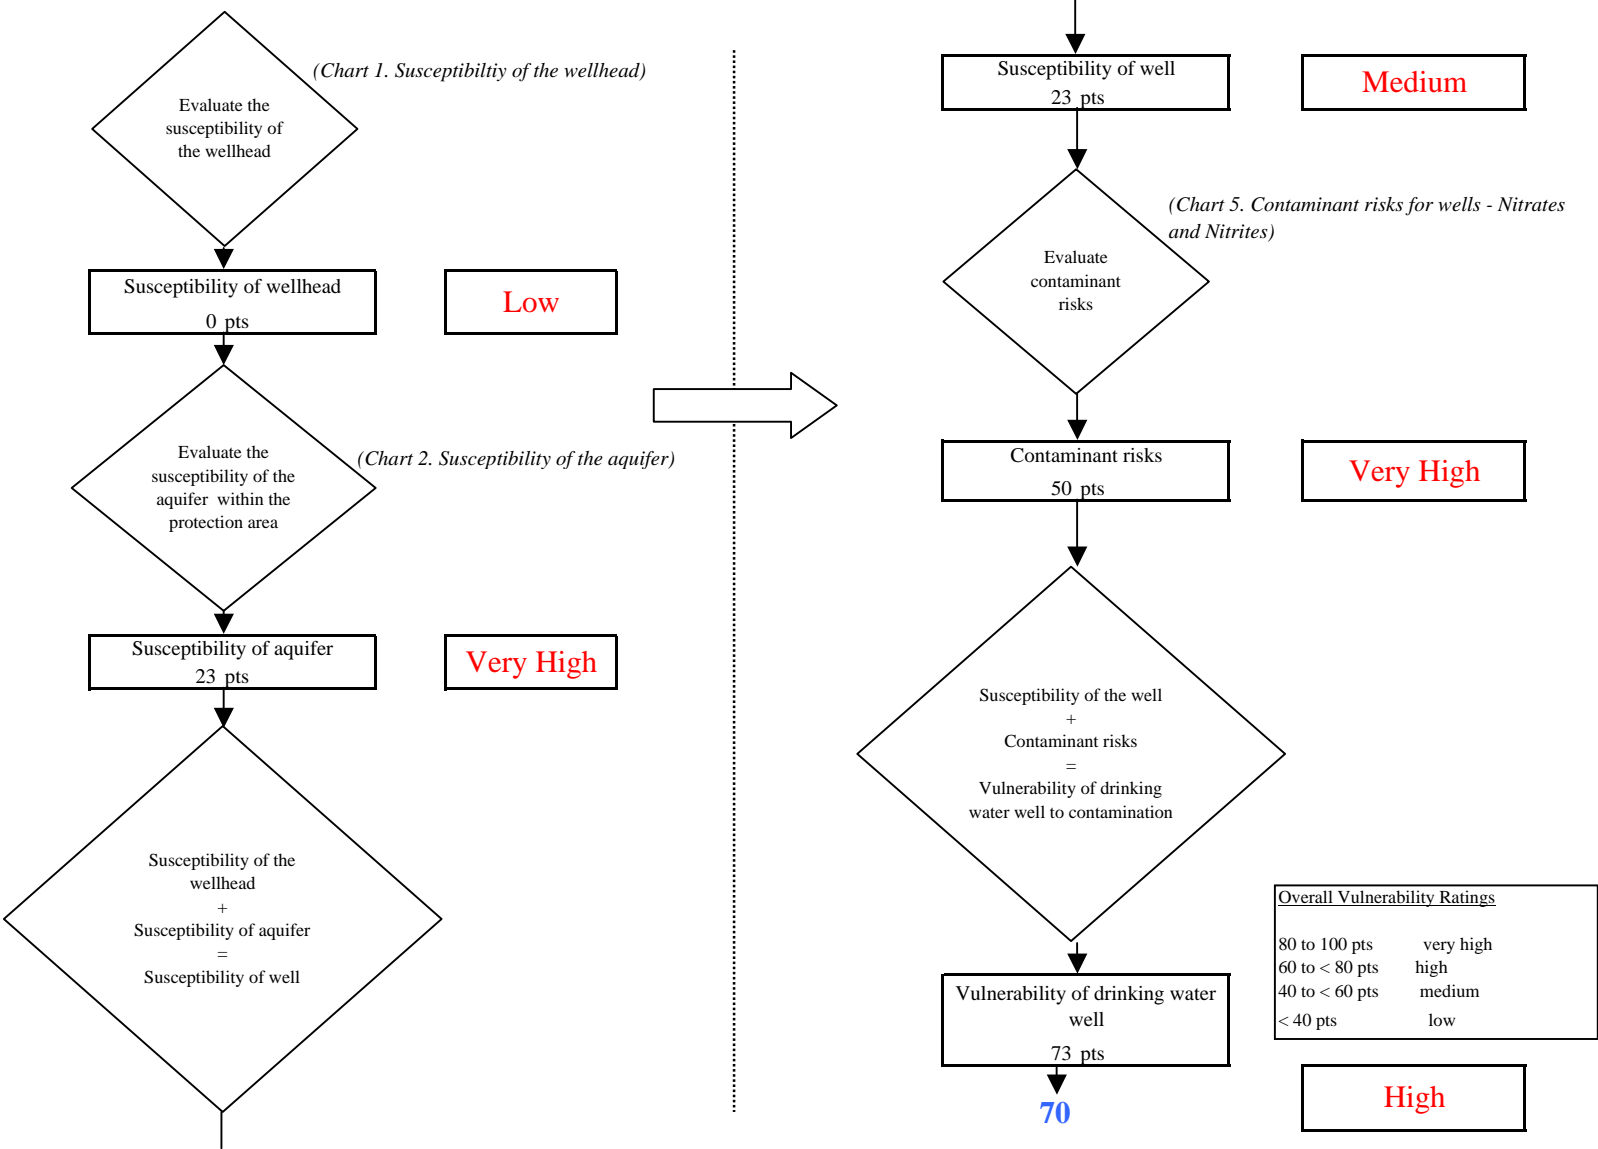 (Chart 1. Susceptibiltiy of the wellhead)
Evaluate the
susceptibility of
the wellhead
Susceptibility of wellhead
0 pts
Low
Evaluate the
susceptibility of the
aquifer within the
protection area
(Chart 2. Susceptibility of the aquifer)
Susceptibility of aquifer
23 pts
Very High
Susceptibility of the
wellhead
+
Susceptibility of aquifer
=
Susceptibility of well
Susceptibility of well
23 pts
Medium
(Chart 5. Contaminant risks for wells - Nitrates
and Nitrites)
Evaluate
contaminant
risks
Contaminant risks
50 pts
Very High
Susceptibility of the well
+
Contaminant risks
=
Vulnerability of drinking
water well to contamination
Overall Vulnerability Ratings
80 to 100 pts very high
60 to < 80 pts high
40 to < 60 pts medium
< 40 pts low
Vulnerability of drinking water
well
73 pts
70
High